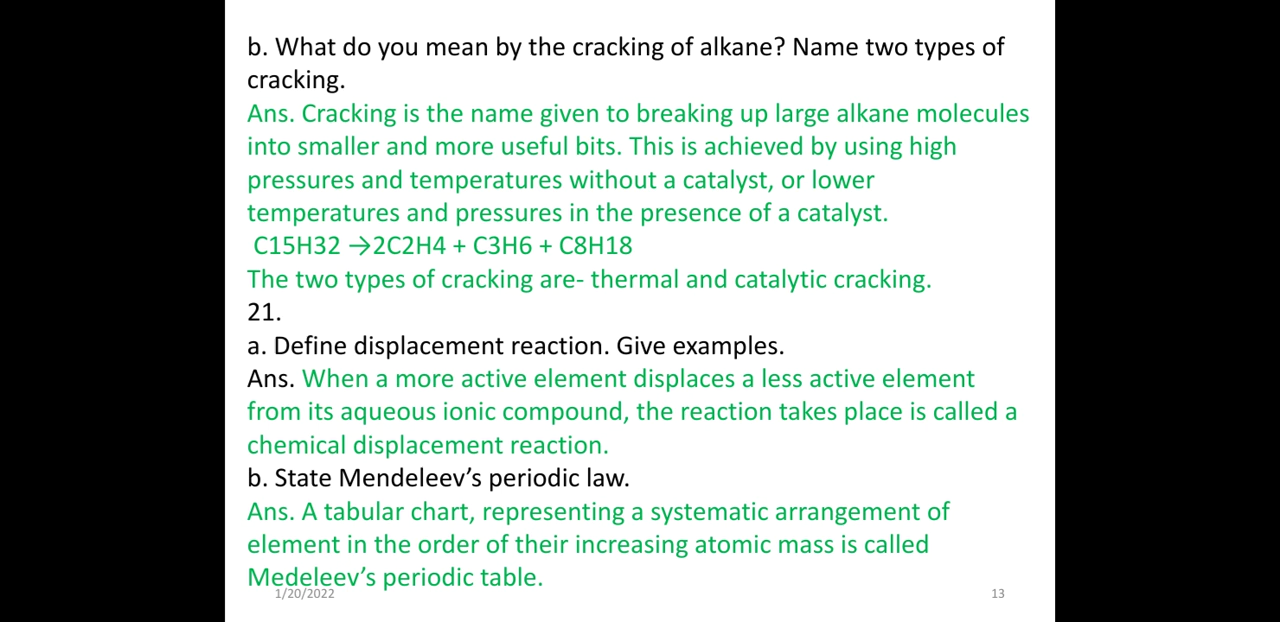 b. What do you mean by the cracking of alkane? Name two types of
cracking.
Ans. Cracking is the name given to breaking up large alkane molecules
into smaller and more useful bits. This is achieved by using high
pressures and temperatures without a catalyst, or lower
temperatures and pressures in the presence of a catalyst.
C15H32 →2C2H4 + C3H6 + C8H18
The two types of cracking are- thermal and catalytic cracking.
21.
a. Define displacement reaction. Give examples.
Ans. When a more active element displaces a less active element
from its aqueous ionic compound, the reaction takes place is called a
chemical displacement reaction.
b. State Mendeleev’s periodic law.
Ans. A tabular chart, representing a systematic arrangement of
element in the order of their increasing atomic mass is called
Medeleev’s periodic table.
1/20/2022 13